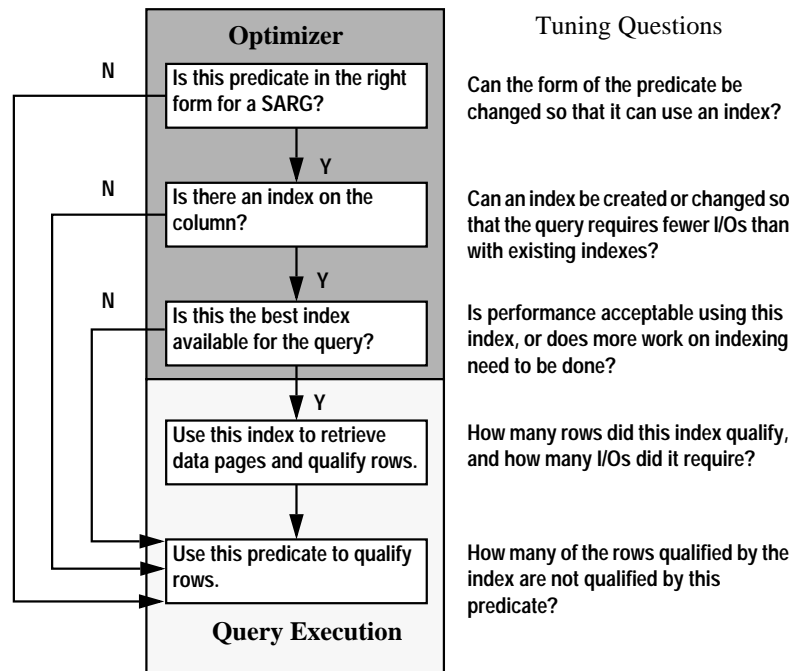 Optimizer
Tuning Questions
N
Is this predicate in the right
form for a SARG?
Can the form of the predicate be
changed so that it can use an index?
Y
N
Is there an index on the
column?
Can an index be created or changed so
that the query requires fewer I/Os than
with existing indexes?
Y
N
Is this the best index
available for the query?
Is performance acceptable using this
index, or does more work on indexing
need to be done?
Y
Use this index to retrieve
data pages and qualify rows.
How many rows did this index qualify,
and how many I/Os did it require?
Use this predicate to qualify
rows.
How many of the rows qualified by the
index are not qualified by this
predicate?
Query Execution